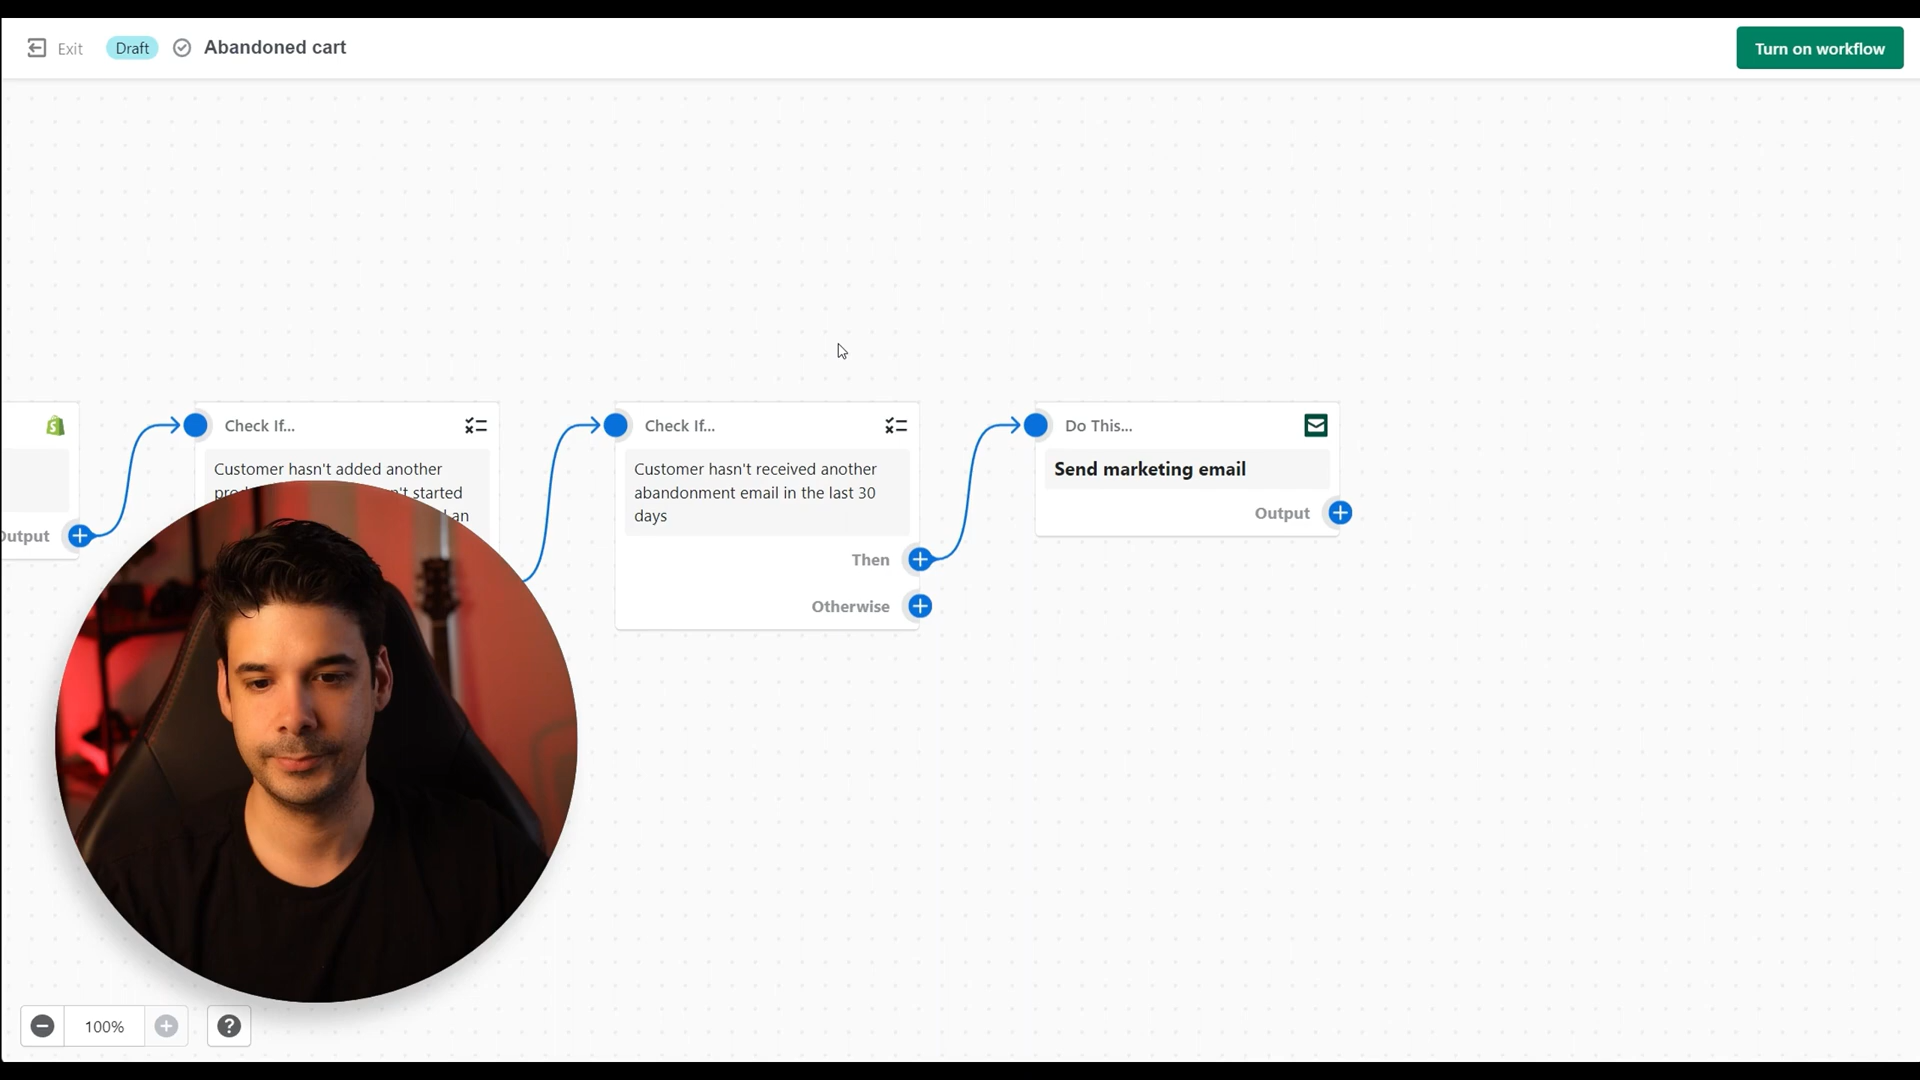 Exit
Draft
Abandoned cart
Turn on workflow
Output
Check If...
Customer hasn't added another
started
an
Check If...
Customer hasn't received another
abandonment email in the last 30
days
Then
Otherwise
Do This...
Send marketing email
Output
100%